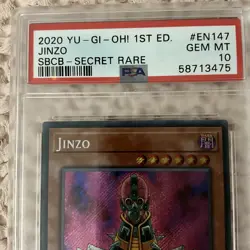 2020 YU-GI-OH! 1ST ED. #EN147
JINZO GEM MT
SBCB-SECRET RARE 10
PSA 58713475
JINZO